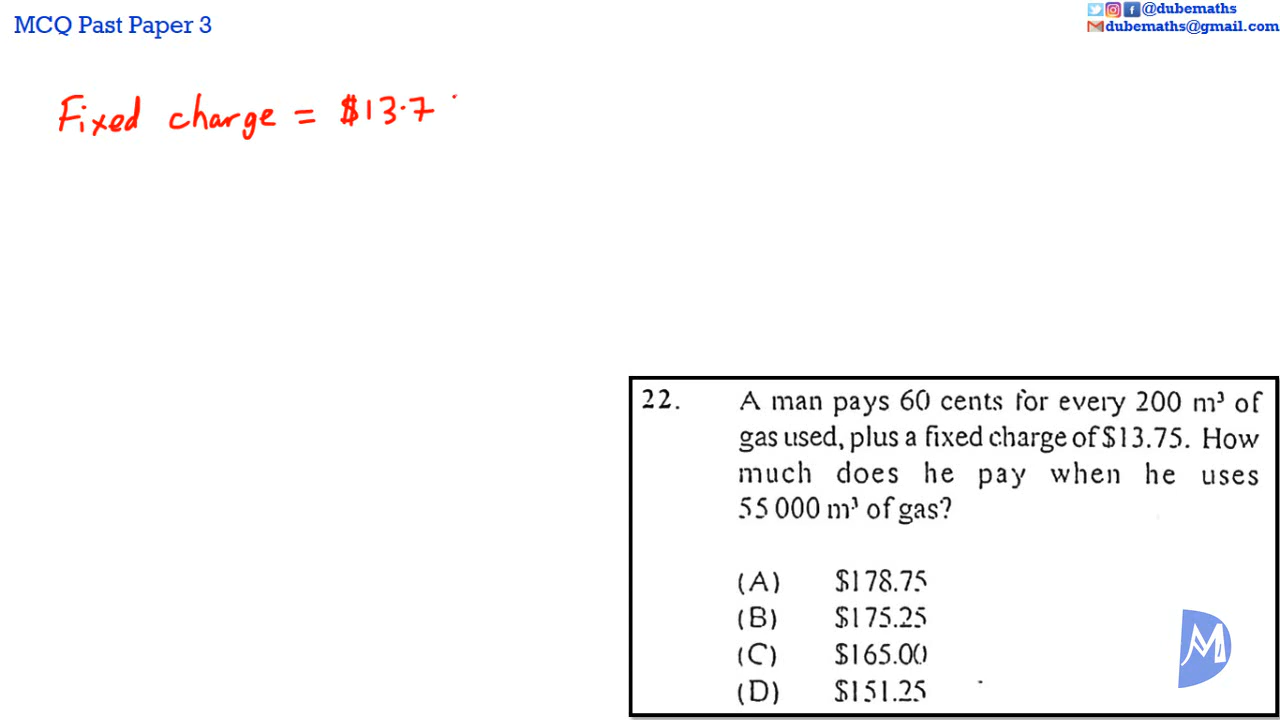 MCQ Past Paper 3
@dubemaths
dubemaths@gmail.com
Fixed charge = $13.7
22. A man pays 60 cents for every 200 m³ of
gas used, plus a fixed charge of $13.75. How
much does he pay when he uses
55 000 m³ of gas?
(A) $178.75
(B) $175.25
(C) $165.00
(D) $151.25
DM